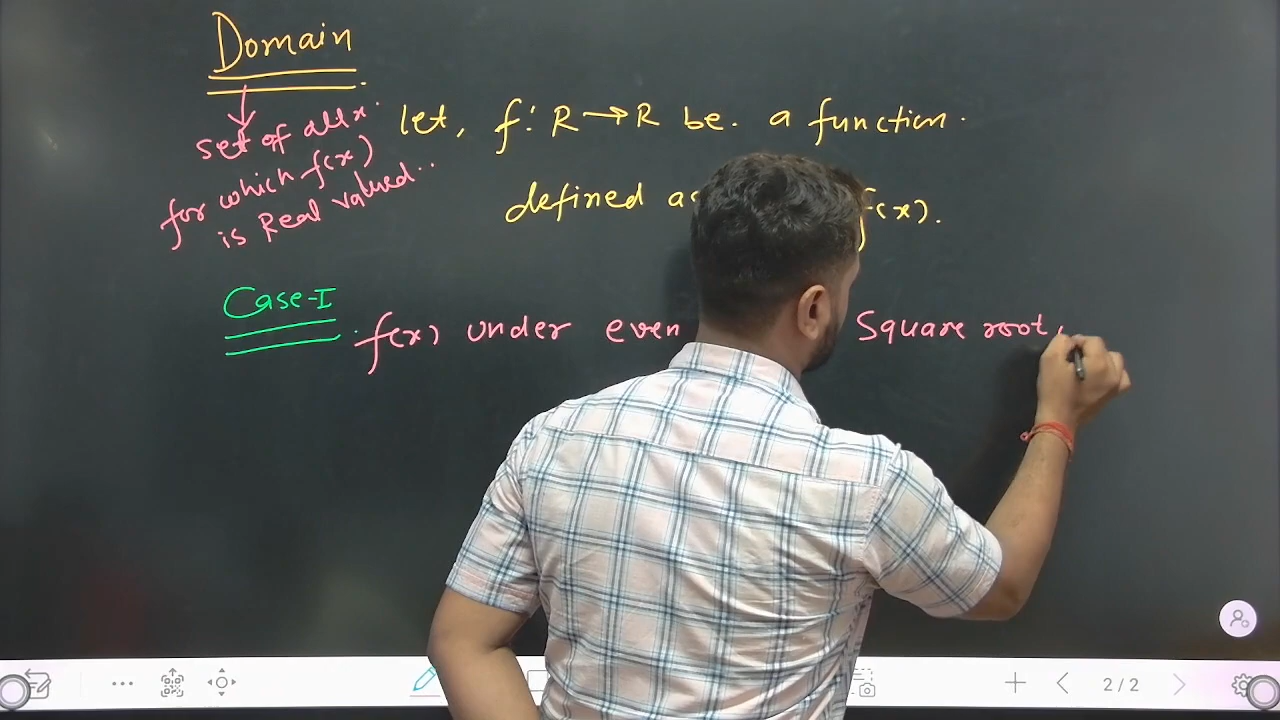 Domain
set of all x
for which f(x)
is Real valued..
let, f: R→R be. a function.
defined as f(x).
Case-I
f(x) under even Square root,
2/2